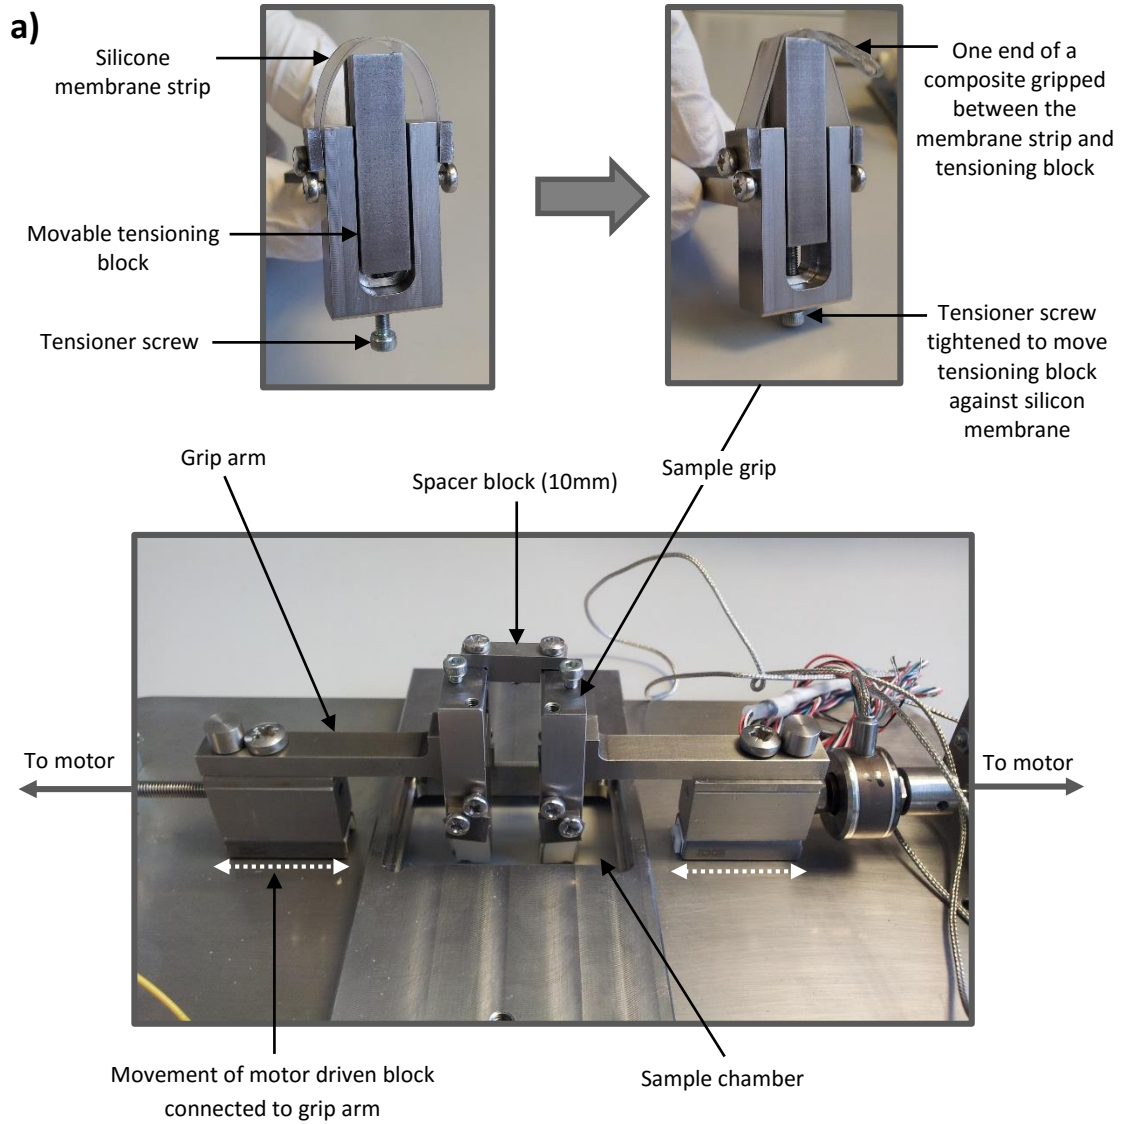 a)
Silicone
membrane strip
Movable tensioning
block
Tensioner screw
One end of a
composite gripped
between the
membrane strip and
tensioning block
Tensioner screw
tightened to move
tensioning block
against silicon
membrane
Grip arm
Spacer block (10mm)
Sample grip
To motor
To motor
Movement of motor driven block
connected to grip arm
Sample chamber